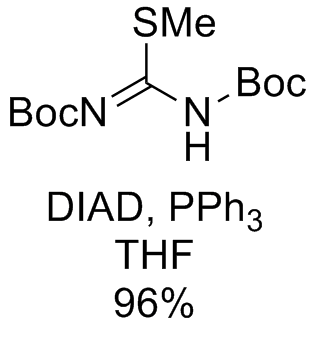 SMe
BocN
N
H
Boc
DIAD, PPh₃
THF
96%